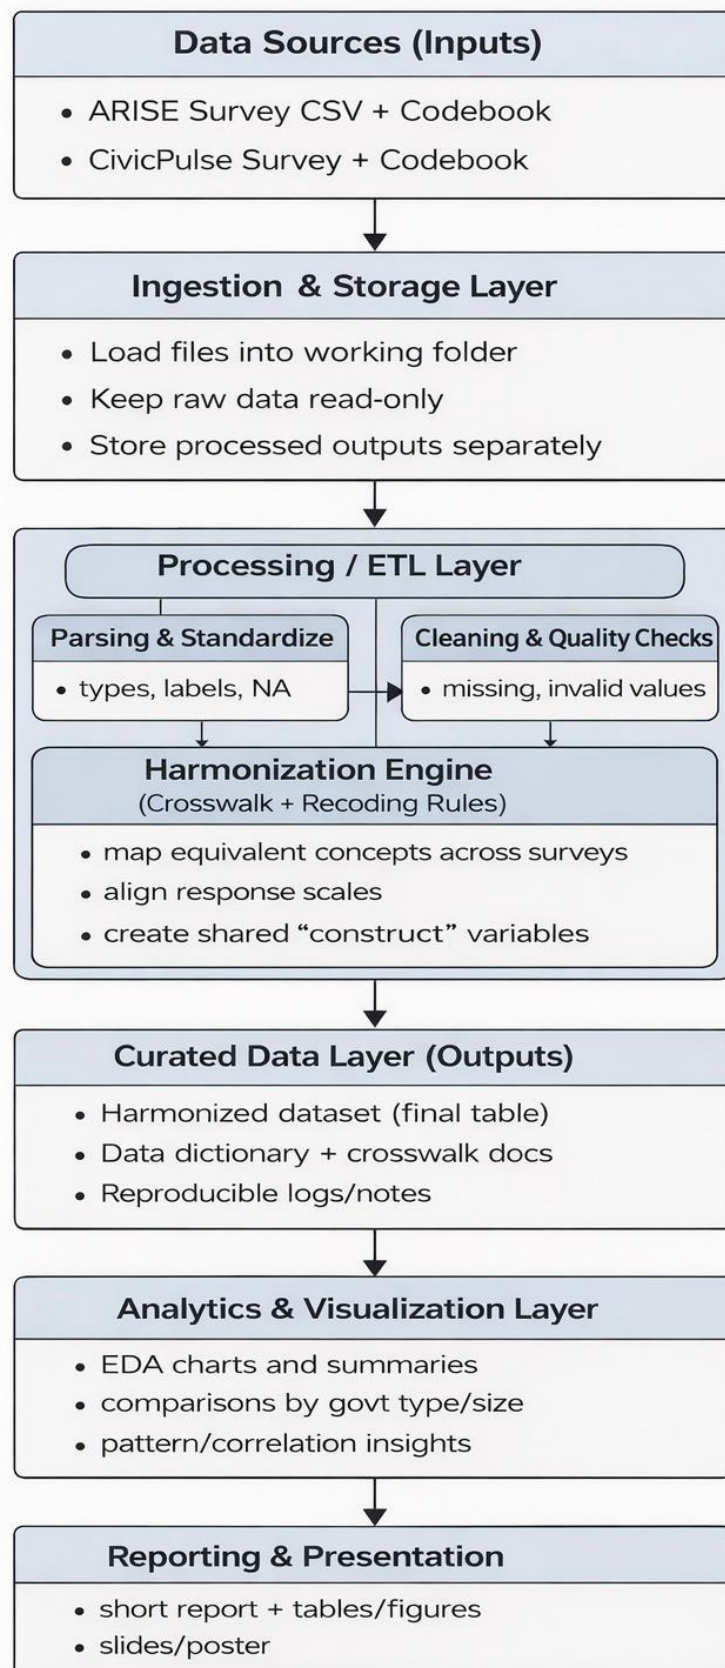 Data Sources (Inputs)
• ARISE Survey CSV + Codebook
• CivicPulse Survey + Codebook
Ingestion & Storage Layer
• Load files into working folder
• Keep raw data read-only
• Store processed outputs separately
Processing / ETL Layer
Parsing & Standardize
• types, labels, NA
Cleaning & Quality Checks
• missing, invalid values
Harmonization Engine
(Crosswalk + Recoding Rules)
• map equivalent concepts across surveys
• align response scales
• create shared “construct” variables
Curated Data Layer (Outputs)
• Harmonized dataset (final table)
• Data dictionary + crosswalk docs
• Reproducible logs/notes
Analytics & Visualization Layer
• EDA charts and summaries
• comparisons by govt type/size
• pattern/correlation insights
Reporting & Presentation
• short report + tables/figures
• slides/poster